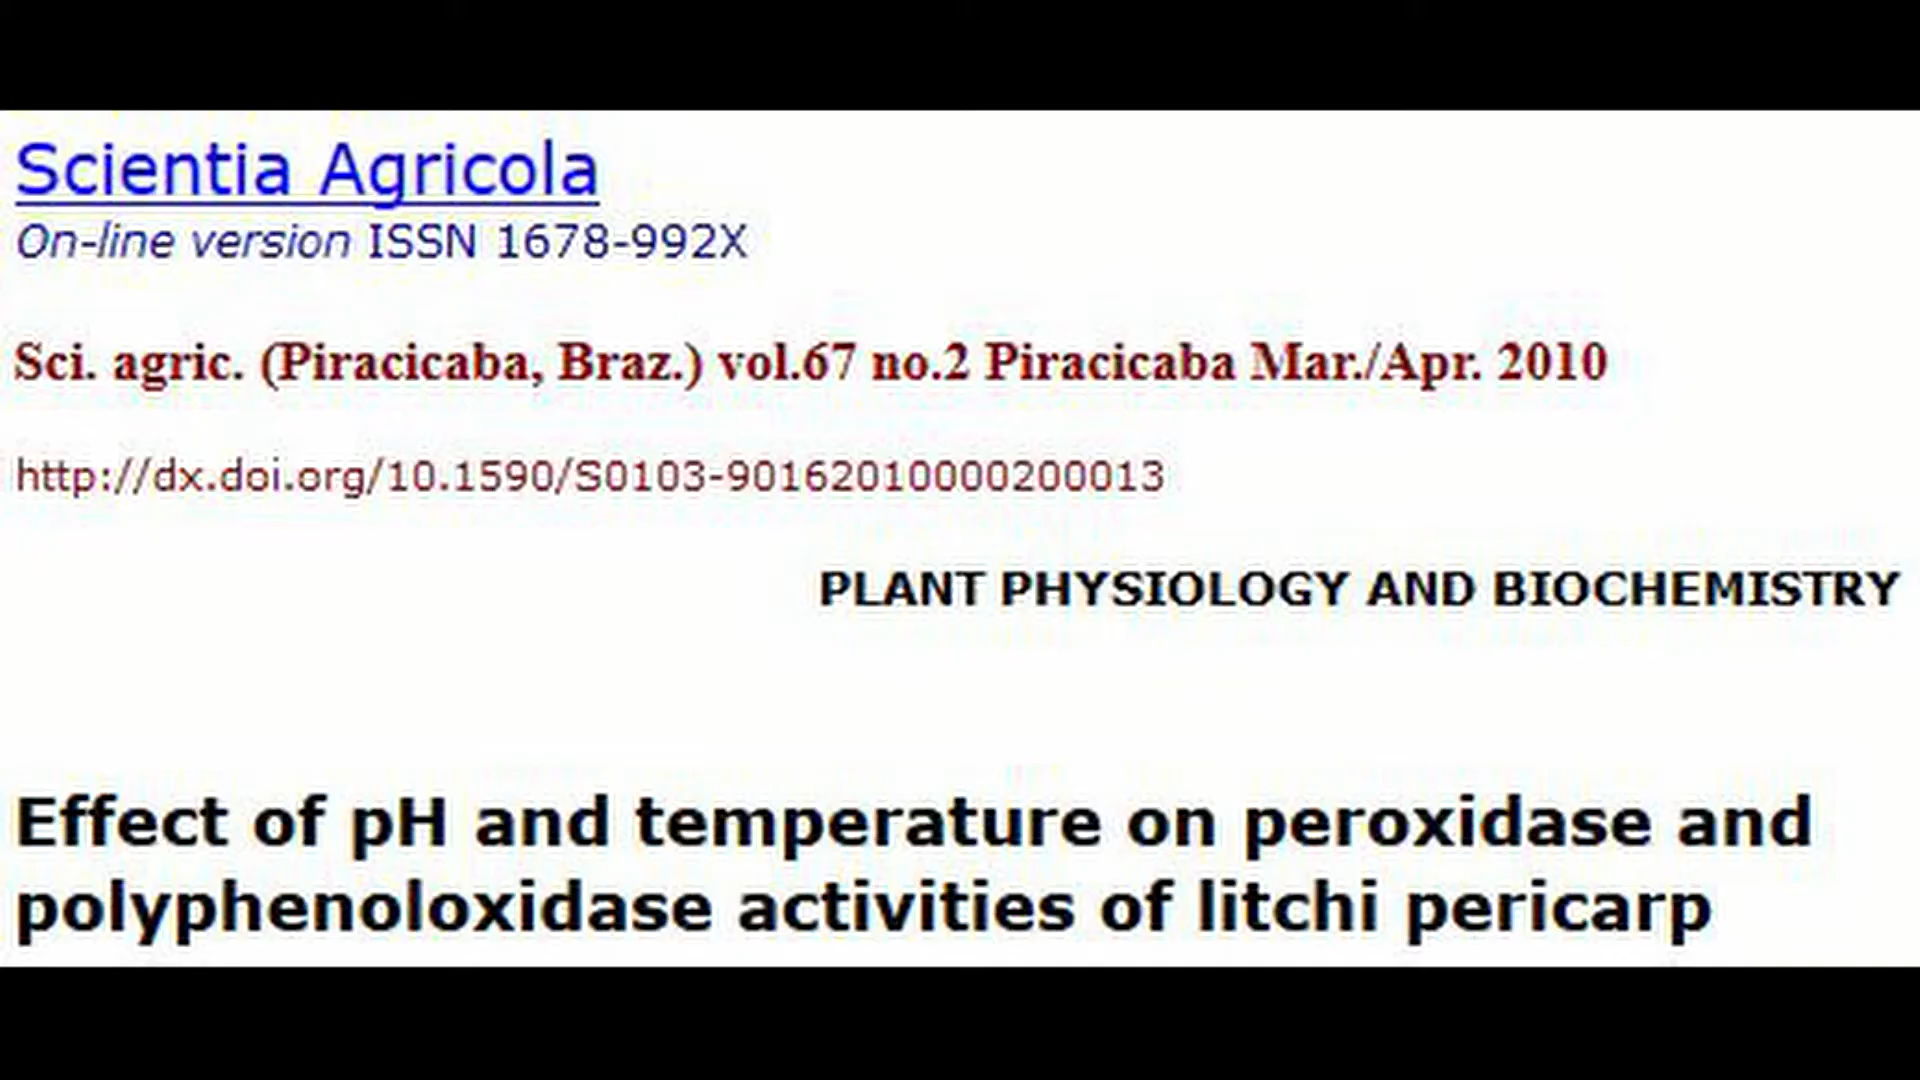 Scientia Agricola
On-line version ISSN 1678-992X
Sci. agric. (Piracicaba, Braz.) vol.67 no.2 Piracicaba Mar./Apr. 2010
http://dx.doi.org/10.1590/S0103-90162010000200013
PLANT PHYSIOLOGY AND BIOCHEMISTRY
Effect of pH and temperature on peroxidase and
polyphenoloxidase activities of litchi pericarp